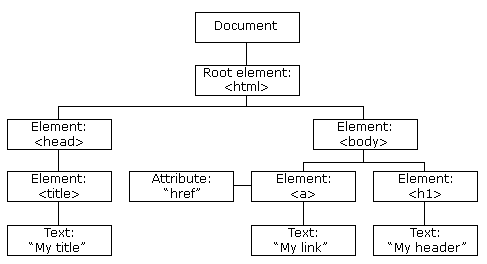 Document
Root element:
<html>
Element:
<head>
Element:
<body>
Element:
<title>
Attribute:
“href”
Element:
<a>
Element:
<h1>
Text:
“My title”
Text:
“My link”
Text:
“My header”